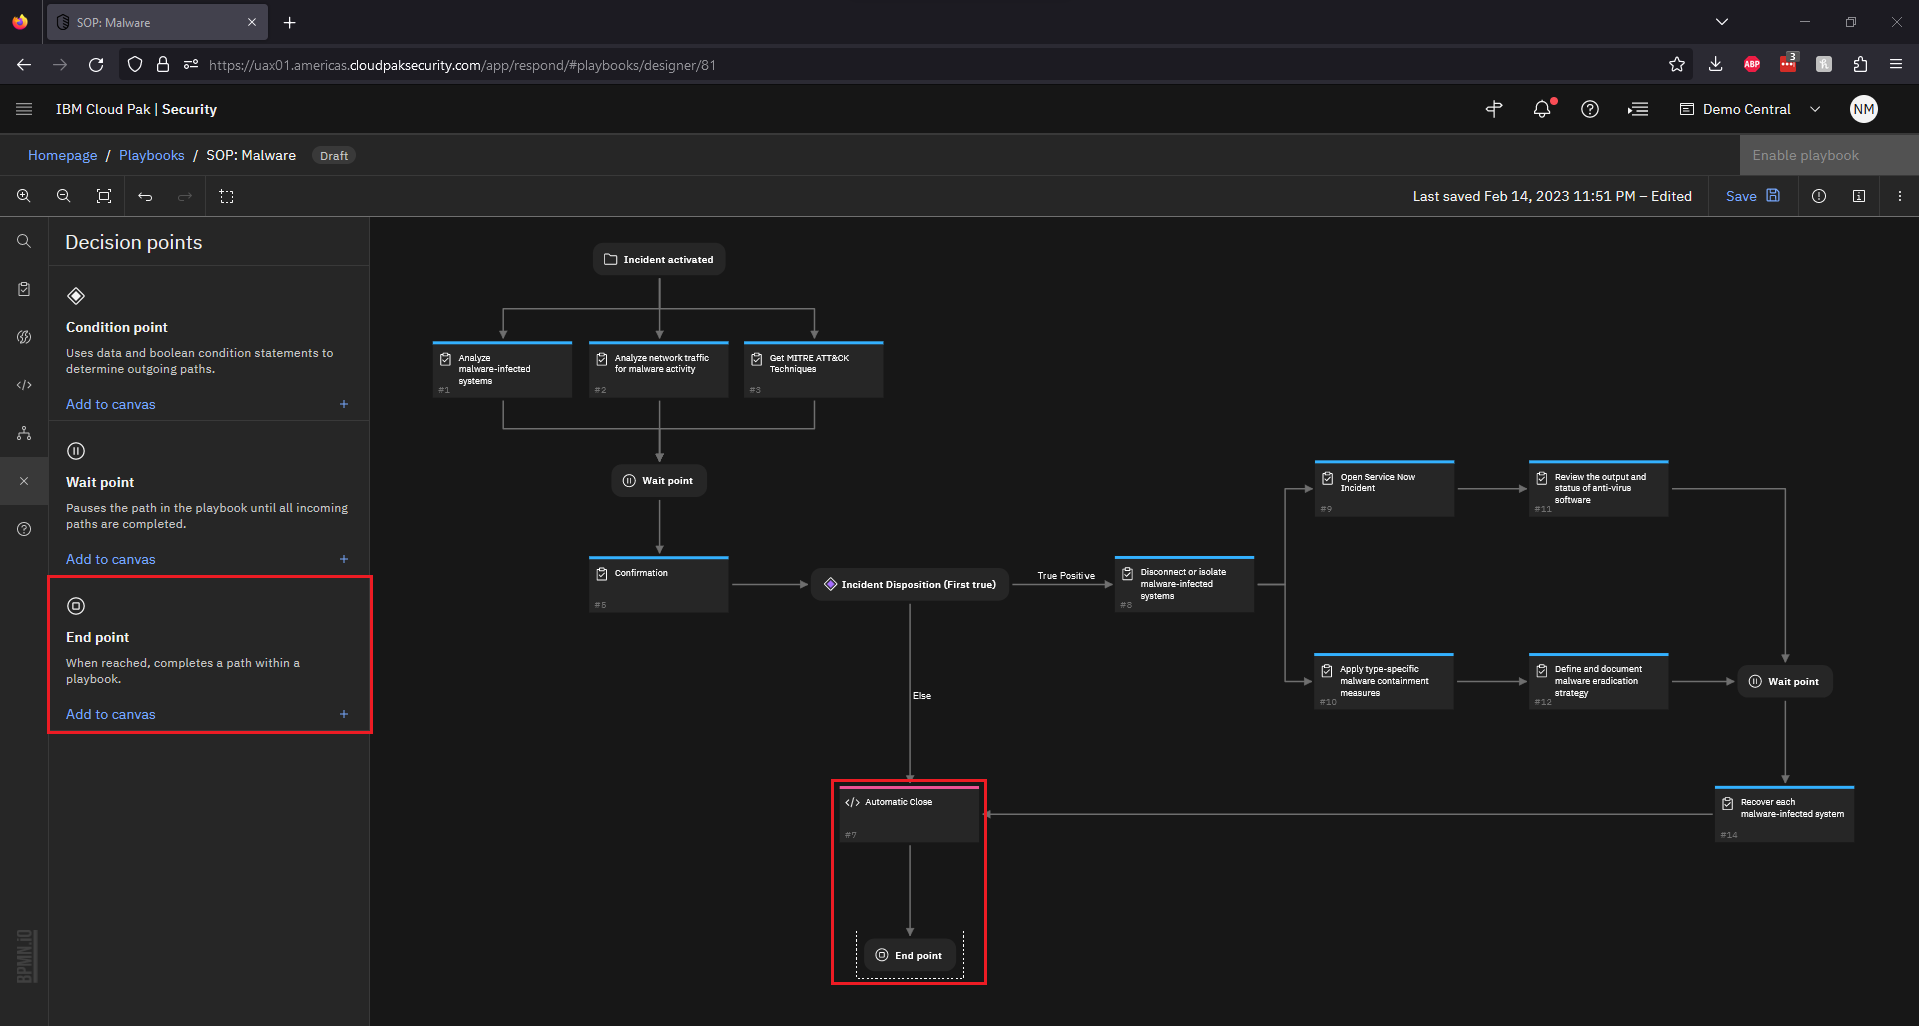 SOP: Malware
https://uax01.americas.cloudpaksecurity.com/app/respond/#playbooks/designer/81
ABP
3
IBM Cloud Pak | Security
Demo Central
NM
Homepage / Playbooks / SOP: Malware Draft
Enable playbook
Last saved Feb 14, 2023 11:51 PM – Edited
Save
Decision points
Condition point
Uses data and boolean condition statements to
determine outgoing paths.
Add to canvas +
Wait point
Pauses the path in the playbook until all incoming
paths are completed.
Add to canvas +
End point
When reached, completes a path within a
playbook.
Add to canvas +
BPMN.iO
Incident activated
Analyze
malware-infected
systems
#1
Analyze network traffic
for malware activity
#2
Get MITRE ATT&CK
Techniques
#3
Wait point
Confirmation
#5
Incident Disposition (First true)
True Positive
Else
Disconnect or isolate
malware-infected
systems
#8
Open Service Now
Incident
#9
Review the output and
status of anti-virus
software
#11
Apply type-specific
malware containment
measures
#10
Define and document
malware eradication
strategy
#12
Wait point
Recover each
malware-infected system
#14
</> Automatic Close
#7
End point